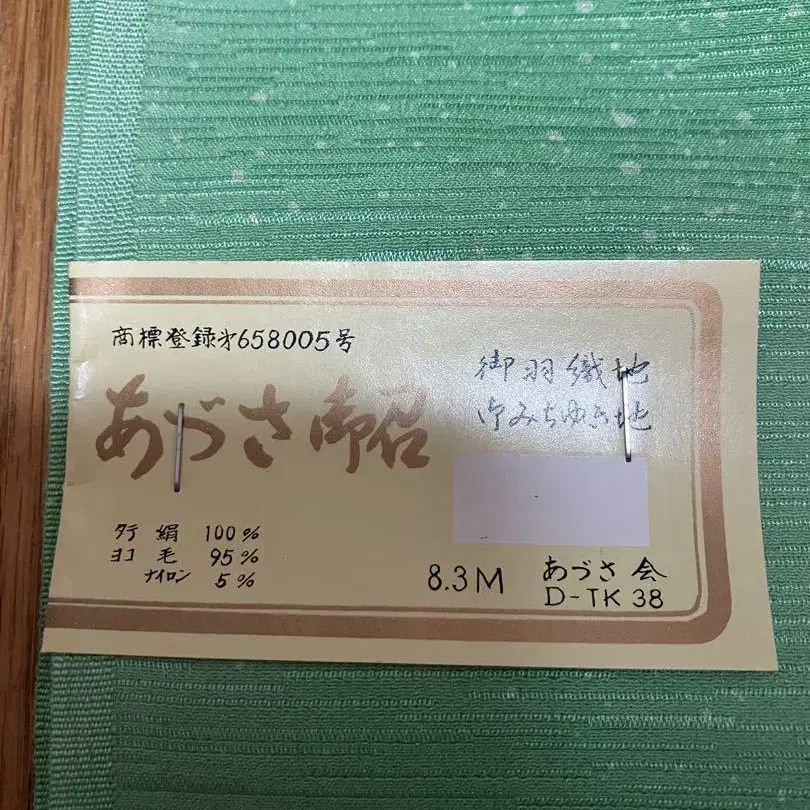 商標登録才658005号
あづさ御召
御羽織地
御みちゆき地
タテ 絹 100%
ヨコ 毛 95%
ナイロン 5%
8.3M
あづさ会
D-TK 38